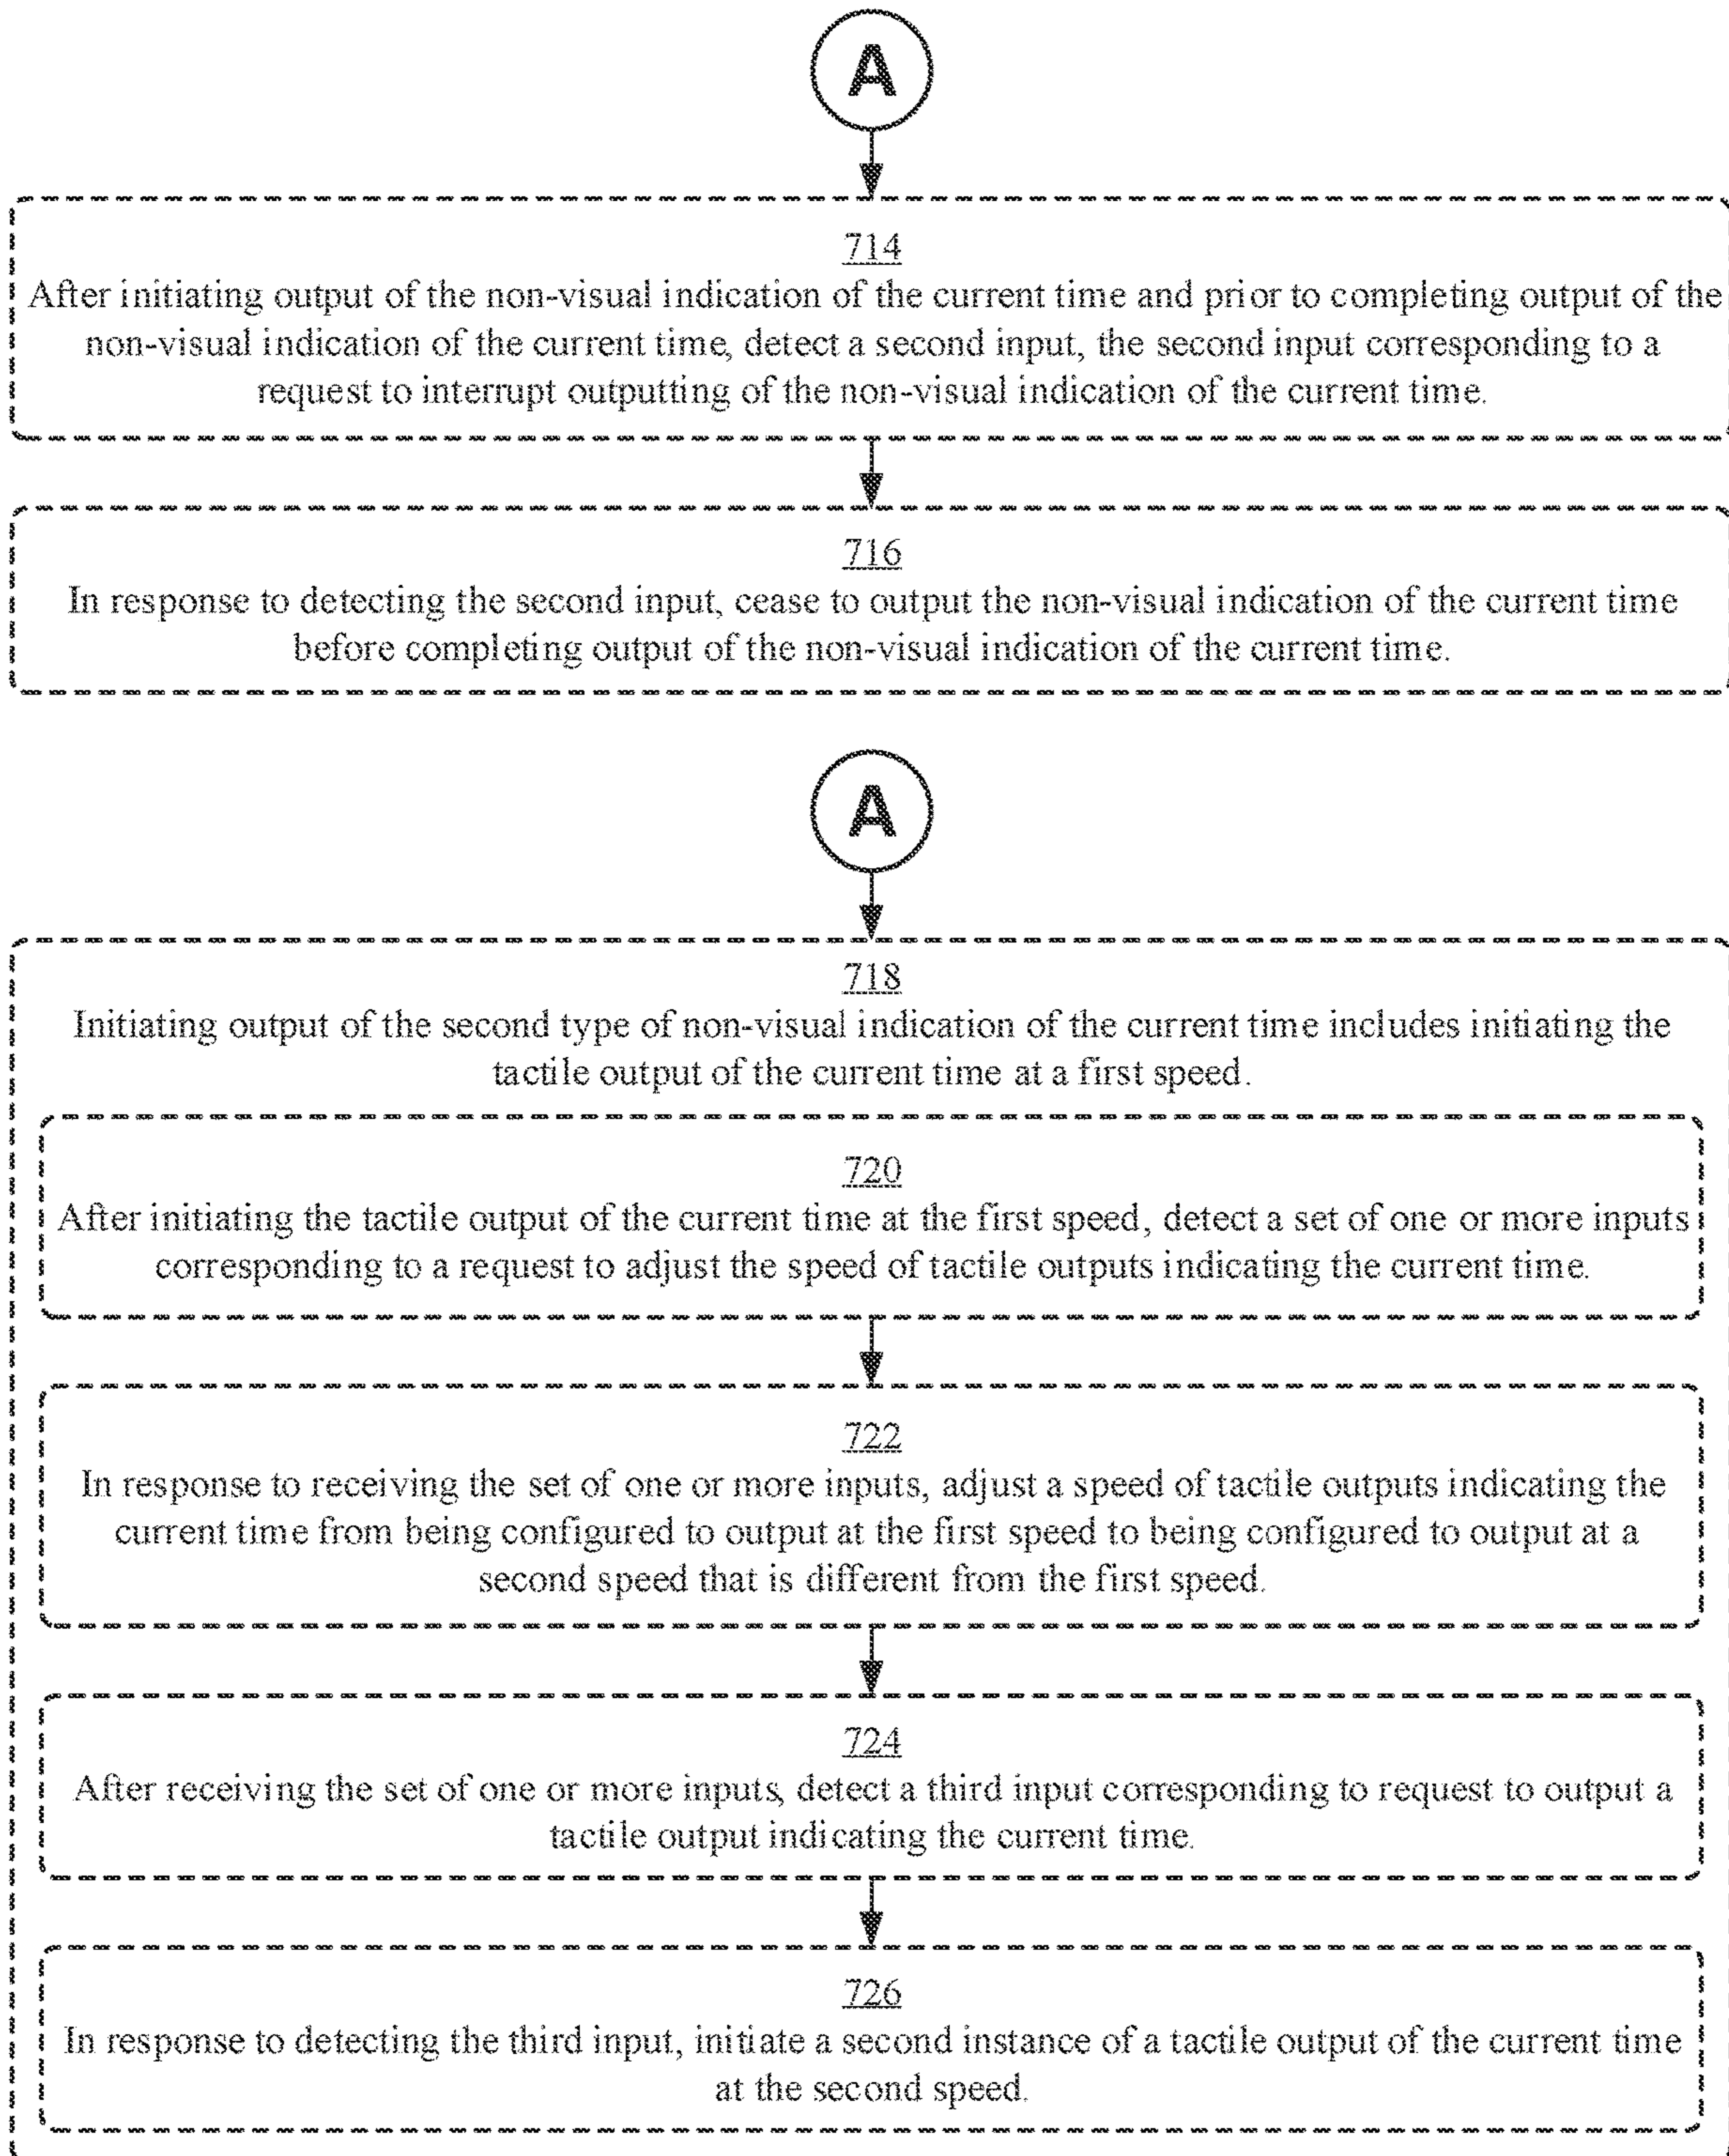 A
714
After initiating output of the non-visual indication of the current time and prior to completing output of the
non-visual indication of the current time, detect a second input, the second input corresponding to a
request to interrupt outputting of the non-visual indication of the current time.
716
In response to detecting the second input, cease to output the non-visual indication of the current time
before completing output of the non-visual indication of the current time.
A
718
Initiating output of the second type of non-visual indication of the current time includes initiating the
tactile output of the current time at a first speed.
720
After initiating the tactile output of the current time at the first speed, detect a set of one or more inputs
corresponding to a request to adjust the speed of tactile outputs indicating the current time.
722
In response to receiving the set of one or more inputs, adjust a speed of tactile outputs indicating the
current time from being configured to output at the first speed to being configured to output at a
second speed that is different from the first speed.
724
After receiving the set of one or more inputs, detect a third input corresponding to request to output a
tactile output indicating the current time.
726
In response to detecting the third input, initiate a second instance of a tactile output of the current time
at the second speed.